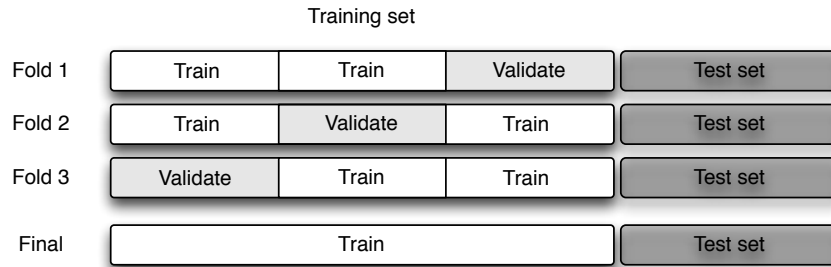 Training set
Fold 1 Train Train Validate Test set
Fold 2 Train Validate Train Test set
Fold 3 Validate Train Train Test set
Final Train Test set